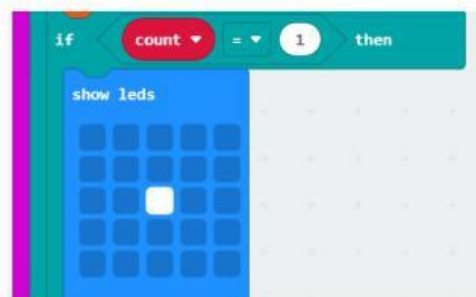 if count = 1 then
show leds